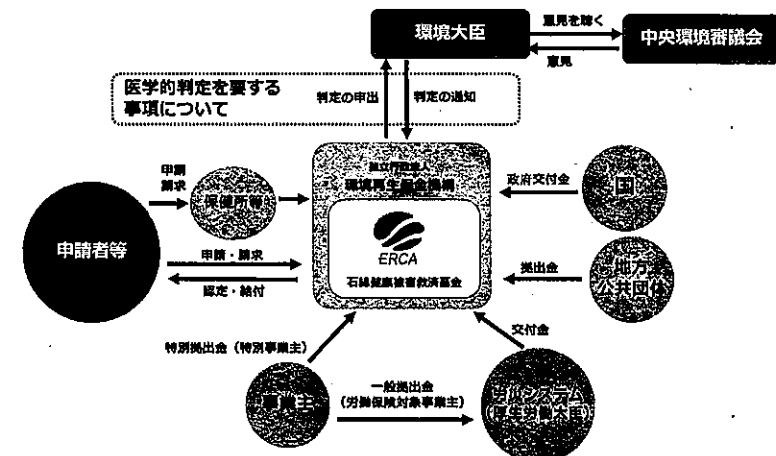 環境大臣
意見を聴く
意見
中央環境審議会
医学的判定を要する
事項について
判定の申出
判定の通知
独立行政法人
環境再生保全機構
ERCA
石綿健康被害救済基金
申請
請求
保健所等
申請者等
申請・請求
認定・給付
政府交付金
国
拠出金
地方
公共団体
特別拠出金(特別事業主)
交付金
事業主
一般拠出金
(労働保険対象事業主)
労災システム
(厚生労働大臣)